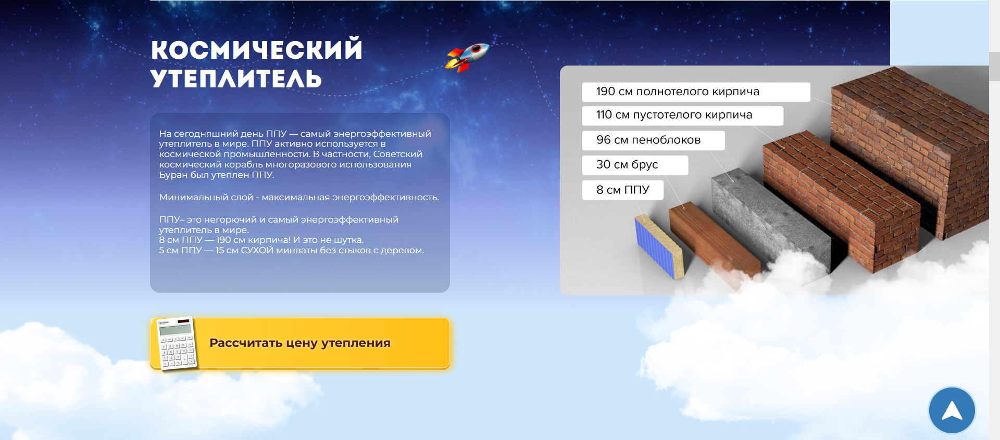 КОСМИЧЕСКИЙ
УТЕПЛИТЕЛЬ
На сегодняшний день ППУ — самый энергоэффективный
утеплитель в мире. ППУ активно используется в
космической промышленности. В частности, Советский
космический корабль многоразового использования
Буран был утеплен ППУ.
Минимальный слой - максимальная энергоэффективность.
ППУ– это негорючий и самый энергоэффективный
утеплитель в мире.
8 см ППУ — 190 см кирпича! И это не шутка.
5 см ППУ — 15 см СУХОЙ минваты без стыков с деревом.
Рассчитать цену утепления
190 см полнотелого кирпича
110 см пустотелого кирпича
96 см пеноблоков
30 см брус
8 см ППУ